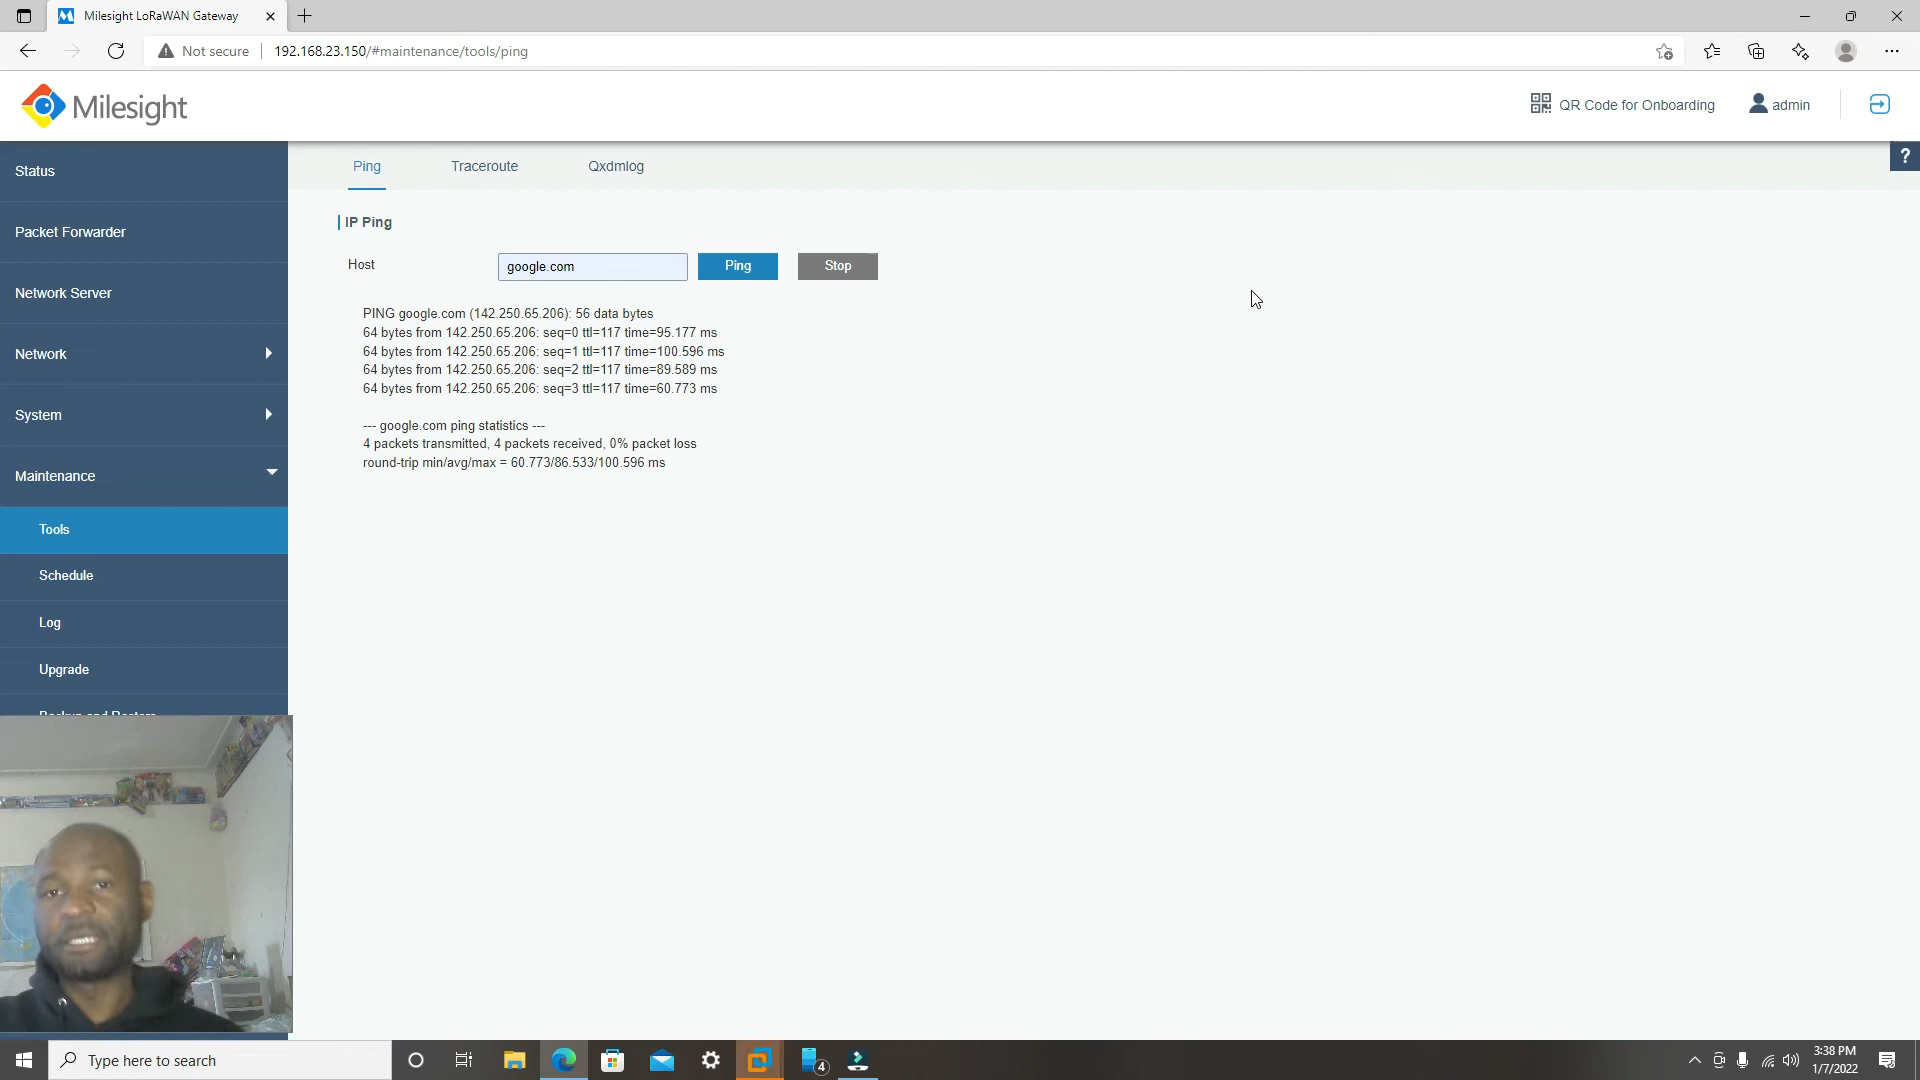 Milesight LoRaWAN Gateway
Not secure
192.168.23.150/#maintenance/tools/ping
Milesight
QR Code for Onboarding
admin
Status
Packet Forwarder
Network Server
Network
System
Maintenance
Tools
Schedule
Log
Upgrade
Ping
Traceroute
Qxdmlog
?
IP Ping
Host
google.com
Ping
Stop
PING google.com (142.250.65.206): 56 data bytes
64 bytes from 142.250.65.206: seq=0 ttl=117 time=95.177 ms
64 bytes from 142.250.65.206: seq=1 ttl=117 time=100.596 ms
64 bytes from 142.250.65.206: seq=2 ttl=117 time=89.589 ms
64 bytes from 142.250.65.206: seq=3 ttl=117 time=60.773 ms
--- google.com ping statistics ---
4 packets transmitted, 4 packets received, 0% packet loss
round-trip min/avg/max = 60.773/86.533/100.596 ms
Type here to search
4
3:38 PM
1/7/2022